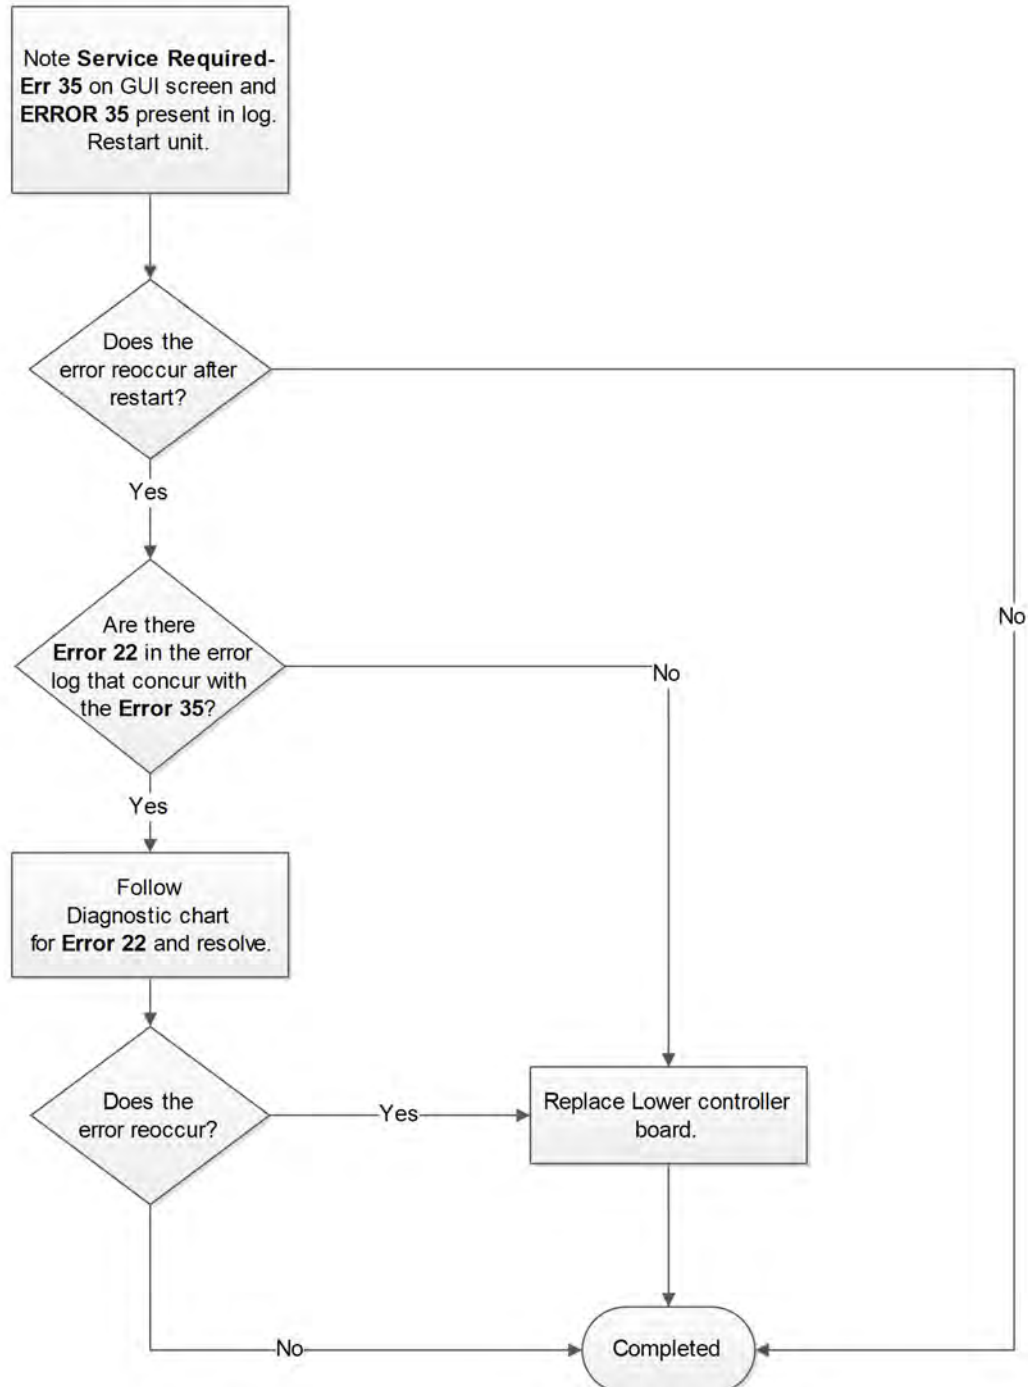 Note Service Required-
Err 35 on GUI screen and
ERROR 35 present in log.
Restart unit.
Does the
error reoccur after
restart?
Yes
No
Are there
Error 22 in the error
log that concur with
the Error 35?
No
Yes
Follow
Diagnostic chart
for Error 22 and resolve.
Does the
error reoccur?
Yes
Replace Lower controller
board.
No
Completed